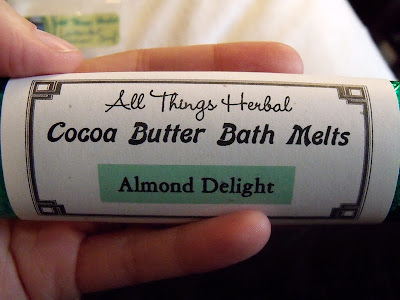 All Things Herbal
Cocoa Butter Bath Melts
Almond Delight